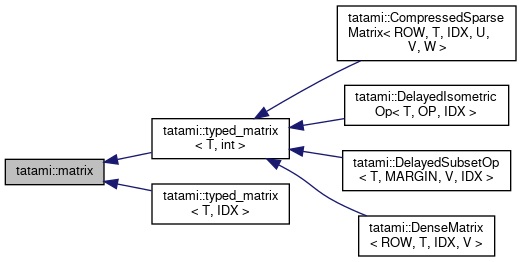 tatami::matrix
tatami::typed_matrix
< T, int >
tatami::typed_matrix
< T, IDX >
tatami::CompressedSparse
Matrix< ROW, T, IDX, U,
V, W >
tatami::DelayedIsometric
Op< T, OP, IDX >
tatami::DelayedSubsetOp
< T, MARGIN, V, IDX >
tatami::DenseMatrix
< ROW, T, IDX, V >